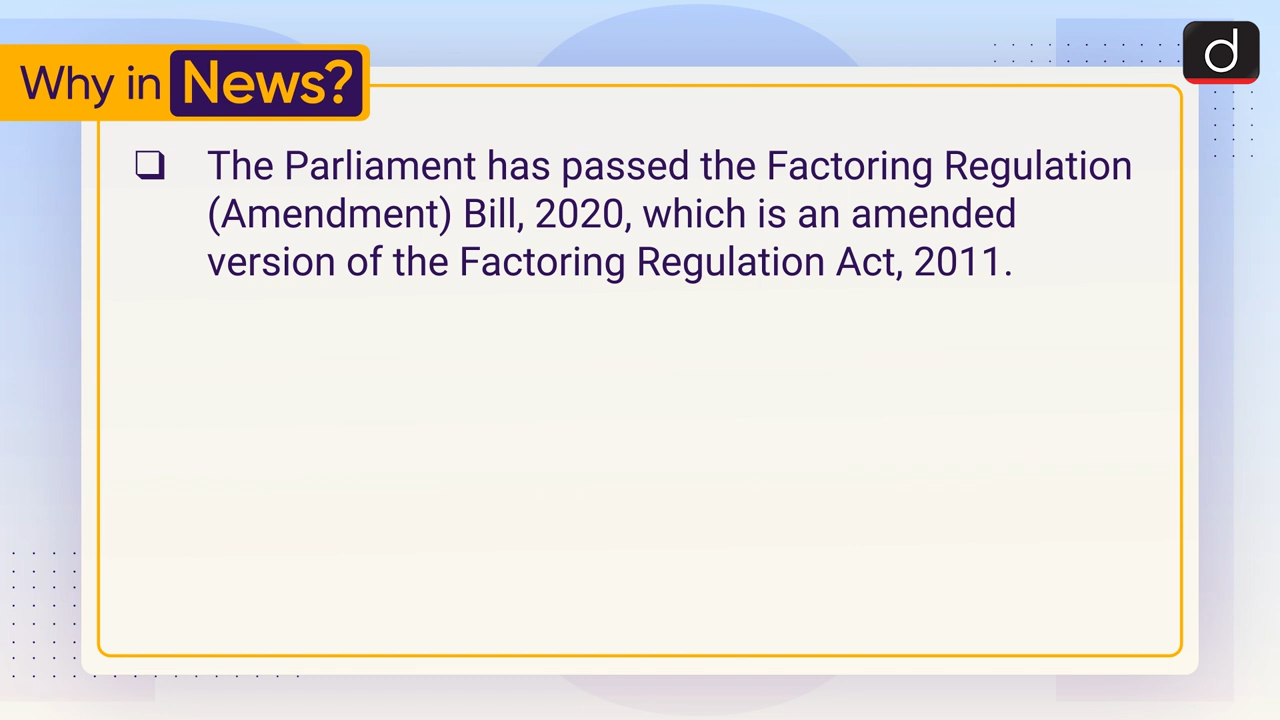 Why in News?
The Parliament has passed the Factoring Regulation
(Amendment) Bill, 2020, which is an amended
version of the Factoring Regulation Act, 2011.
d